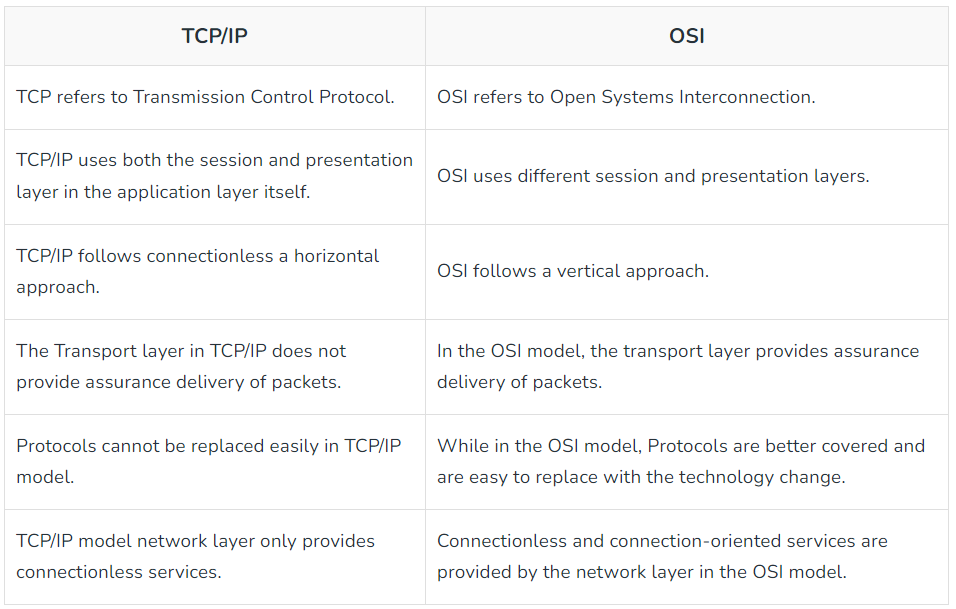 TCP/IP
OSI
TCP refers to Transmission Control Protocol.
OSI refers to Open Systems Interconnection.
TCP/IP uses both the session and presentation
layer in the application layer itself.
OSI uses different session and presentation layers.
TCP/IP follows connectionless a horizontal
approach.
OSI follows a vertical approach.
The Transport layer in TCP/IP does not
provide assurance delivery of packets.
In the OSI model, the transport layer provides assurance
delivery of packets.
Protocols cannot be replaced easily in TCP/IP
model.
While in the OSI model, Protocols are better covered and
are easy to replace with the technology change.
TCP/IP model network layer only provides
connectionless services.
Connectionless and connection-oriented services are
provided by the network layer in the OSI model.